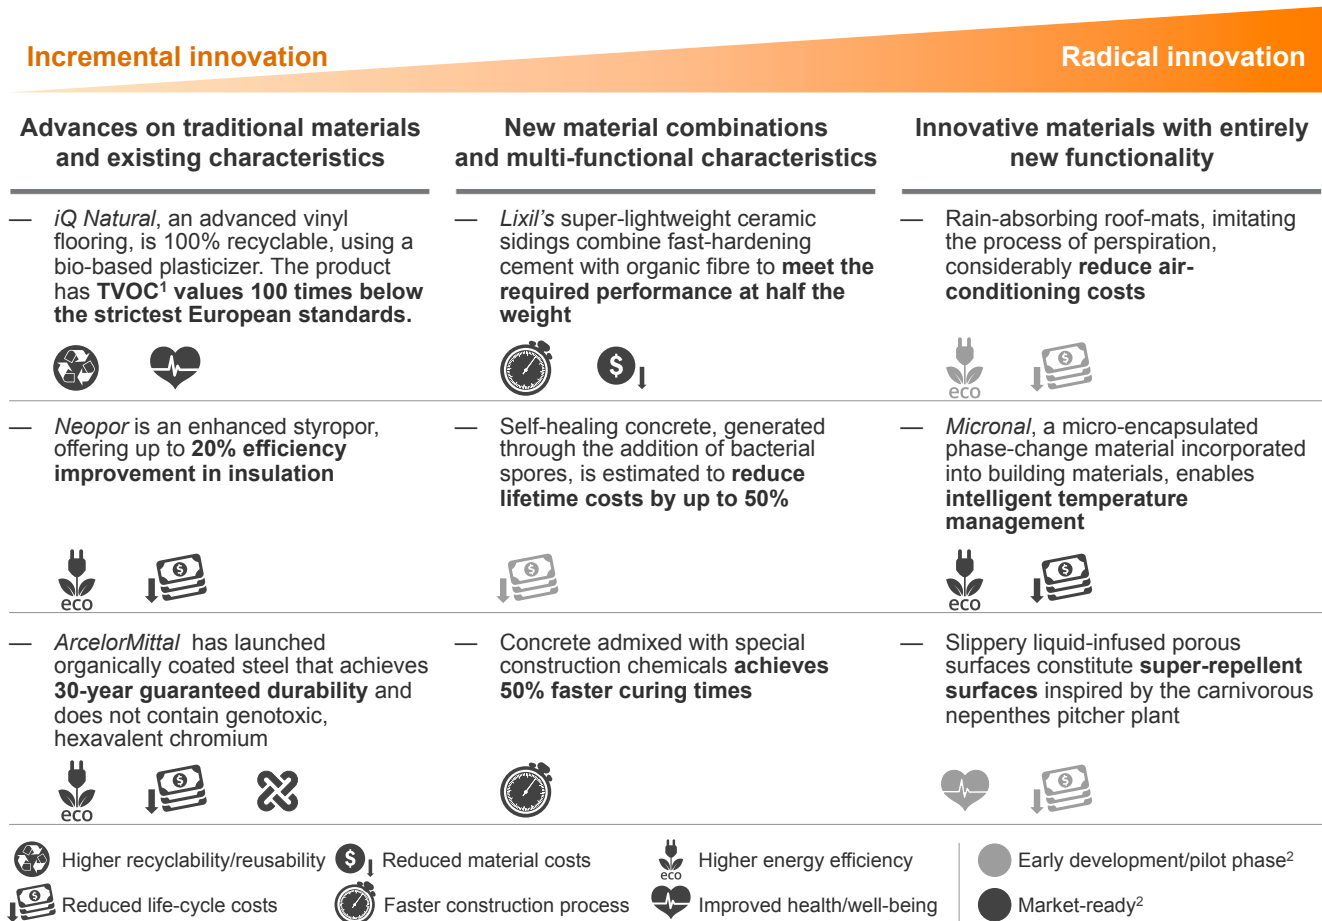 Incremental innovation
Radical innovation
Advances on traditional materials
and existing characteristics
— iQ Natural, an advanced vinyl
flooring, is 100% recyclable, using a
bio-based plasticizer. The product
has TVOC¹ values 100 times below
the strictest European standards.
— Neopor is an enhanced styropor,
offering up to 20% efficiency
improvement in insulation
eco
— ArcelorMittal has launched
organically coated steel that achieves
30-year guaranteed durability and
does not contain genotoxic,
hexavalent chromium
eco
New material combinations
and multi-functional characteristics
— Lixil's super-lightweight ceramic
sidings combine fast-hardening
cement with organic fibre to meet the
required performance at half the
weight
$
— Self-healing concrete, generated
through the addition of bacterial
spores, is estimated to reduce
lifetime costs by up to 50%
— Concrete admixed with special
construction chemicals achieves
50% faster curing times
Innovative materials with entirely
new functionality
— Rain-absorbing roof-mats, imitating
the process of perspiration,
considerably reduce air-
conditioning costs
eco
— Micronal, a micro-encapsulated
phase-change material incorporated
into building materials, enables
intelligent temperature
management
eco
— Slippery liquid-infused porous
surfaces constitute super-repellent
surfaces inspired by the carnivorous
nepenthes pitcher plant
Higher recyclability/reusability
$ Reduced material costs
eco Higher energy efficiency
Early development/pilot phase²
Reduced life-cycle costs
Faster construction process
Improved health/well-being
Market-ready²